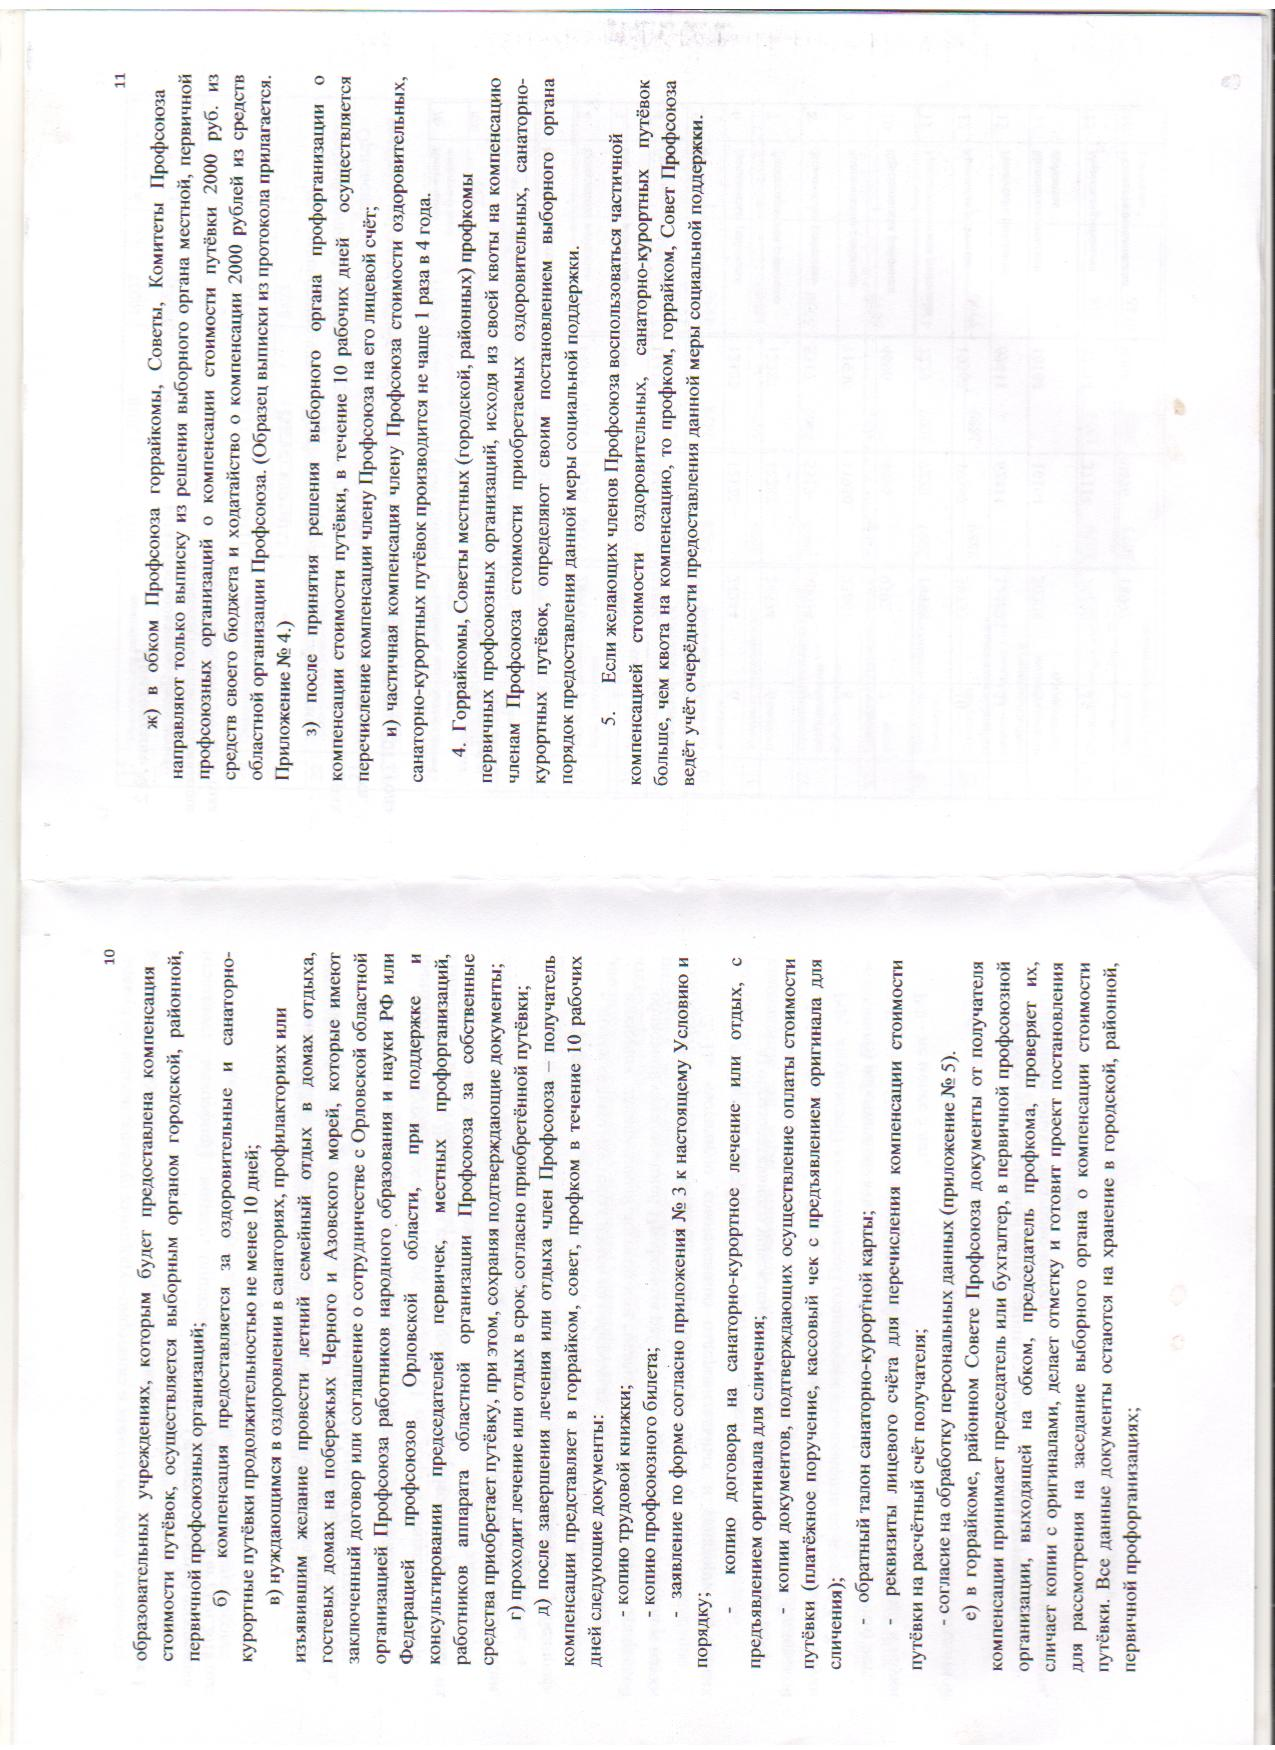 10
образовательных учреждениях, которым будет предоставлена компенсация
стоимости путёвок, осуществляется выборным органом городской, районной,
первичной профсоюзных организаций;
б) компенсация предоставляется за оздоровительные и санаторно-
курортные путёвки продолжительностью не менее 10 дней;
в) нуждающимся в оздоровлении в санаториях, профилакториях или
изъявившим желание провести летний семейный отдых в домах отдыха,
гостевых домах на побережьях Черного и Азовского морей, которые имеют
заключенный договор или соглашение о сотрудничестве с Орловской областной
организацией Профсоюза работников народного образования и науки РФ или
Федерацией профсоюзов Орловской области, при поддержке и
консультировании председателей первичек, местных профорганизаций,
работников аппарата областной организации Профсоюза за собственные
средства приобретает путёвку, при этом, сохраняя подтверждающие документы;
г) проходит лечение или отдых в срок, согласно приобретённой путёвки;
д) после завершения лечения или отдыха член Профсоюза – получатель
компенсации представляет в горрайком, совет, профком в течение 10 рабочих
дней следующие документы:
- копию трудовой книжки;
- копию профсоюзного билета;
- заявление по форме согласно приложения № 3 к настоящему Условию и
порядку;
- копию договора на санаторно-курортное лечение или отдых, с
предъявлением оригинала для сличения;
- копии документов, подтверждающих осуществление оплаты стоимости
путёвки (платёжное поручение, кассовый чек с предъявлением оригинала для
сличения);
- обратный талон санаторно-курортной карты;
- реквизиты лицевого счёта для перечисления компенсации стоимости
путёвки на расчётный счёт получателя;
- согласие на обработку персональных данных (приложение № 5).
е) в горрайкоме, районном Совете Профсоюза документы от получателя
компенсации принимает председатель или бухгалтер, в первичной профсоюзной
организации, выходящей на обком, председатель профкома, проверяет их,
сличает копии с оригиналами, делает отметку и готовит проект постановления
для рассмотрения на заседание выборного органа о компенсации стоимости
путёвки. Все данные документы остаются на хранение в городской, районной,
первичной профорганизациях;
11
ж) в обком Профсоюза горрайкомы, Советы, Комитеты Профсоюза
направляют только выписку из решения выборного органа местной, первичной
профсоюзных организаций о компенсации стоимости путёвки 2000 руб. из
средств своего бюджета и ходатайство о компенсации 2000 рублей из средств
областной организации Профсоюза. (Образец выписки из протокола прилагается.
Приложение № 4.)
з) после принятия решения выборного органа профорганизации о
компенсации стоимости путёвки, в течение 10 рабочих дней осуществляется
перечисление компенсации члену Профсоюза на его лицевой счёт;
и) частичная компенсация члену Профсоюза стоимости оздоровительных,
санаторно-курортных путёвок производится не чаще 1 раза в 4 года.
4. Горрайкомы, Советы местных (городской, районных) профкомы
первичных профсоюзных организаций, исходя из своей квоты на компенсацию
членам Профсоюза стоимости приобретаемых оздоровительных, санаторно-
курортных путёвок, определяют своим постановлением выборного органа
порядок предоставления данной меры социальной поддержки.
5. Если желающих членов Профсоюза воспользоваться частичной
компенсацией стоимости оздоровительных, санаторно-курортных путёвок
больше, чем квота на компенсацию, то профком, горрайком, Совет Профсоюза
ведёт учёт очерёдности предоставления данной меры социальной поддержки.